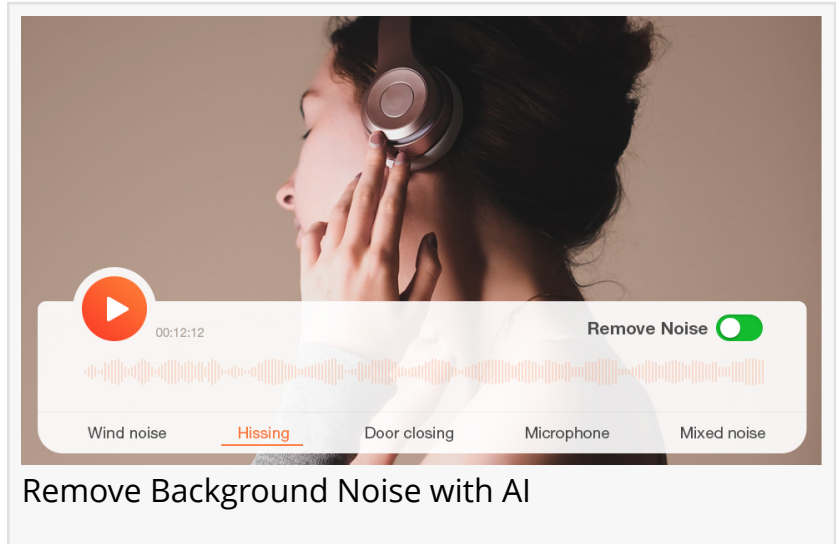 00:12:12
Remove Noise
Wind noise Hissing Door closing Microphone Mixed noise
Remove Background Noise with AI